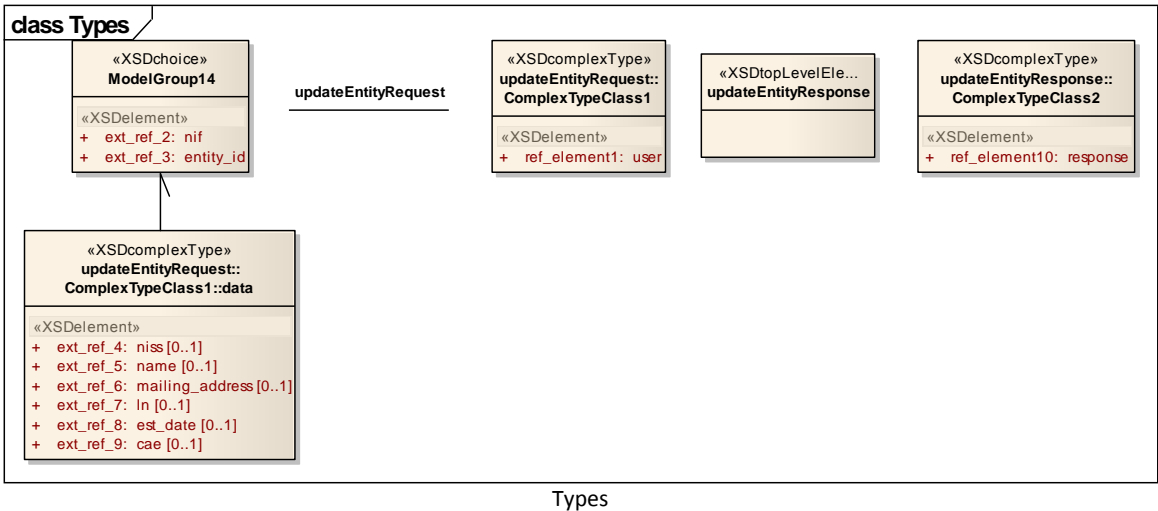 class Types
«XSDchoice»
ModelGroup14
«XSDelement»
+ ext_ref_2: nif
+ ext_ref_3: entity_id
updateEntityRequest
«XSDcomplexType»
updateEntityRequest::
ComplexTypeClass1
«XSDelement»
+ ref_element1: user
«XSDtopLevelEle...
updateEntityResponse
«XSDcomplexType»
updateEntityResponse::
ComplexTypeClass2
«XSDelement»
+ ref_element10: response
«XSDcomplexType»
updateEntityRequest::
ComplexTypeClass1::data
«XSDelement»
+ ext_ref_4: niss [0..1]
+ ext_ref_5: name [0..1]
+ ext_ref_6: mailing_address [0..1]
+ ext_ref_7: ln [0..1]
+ ext_ref_8: est_date [0..1]
+ ext_ref_9: cae [0..1]
Types